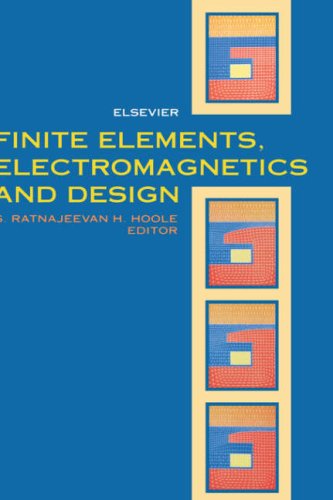 ELSEVIER
FINITE ELEMENTS,
ELECTROMAGNETICS
AND DESIGN
S. RATNAJEEVAN H. HOOLE
EDITOR